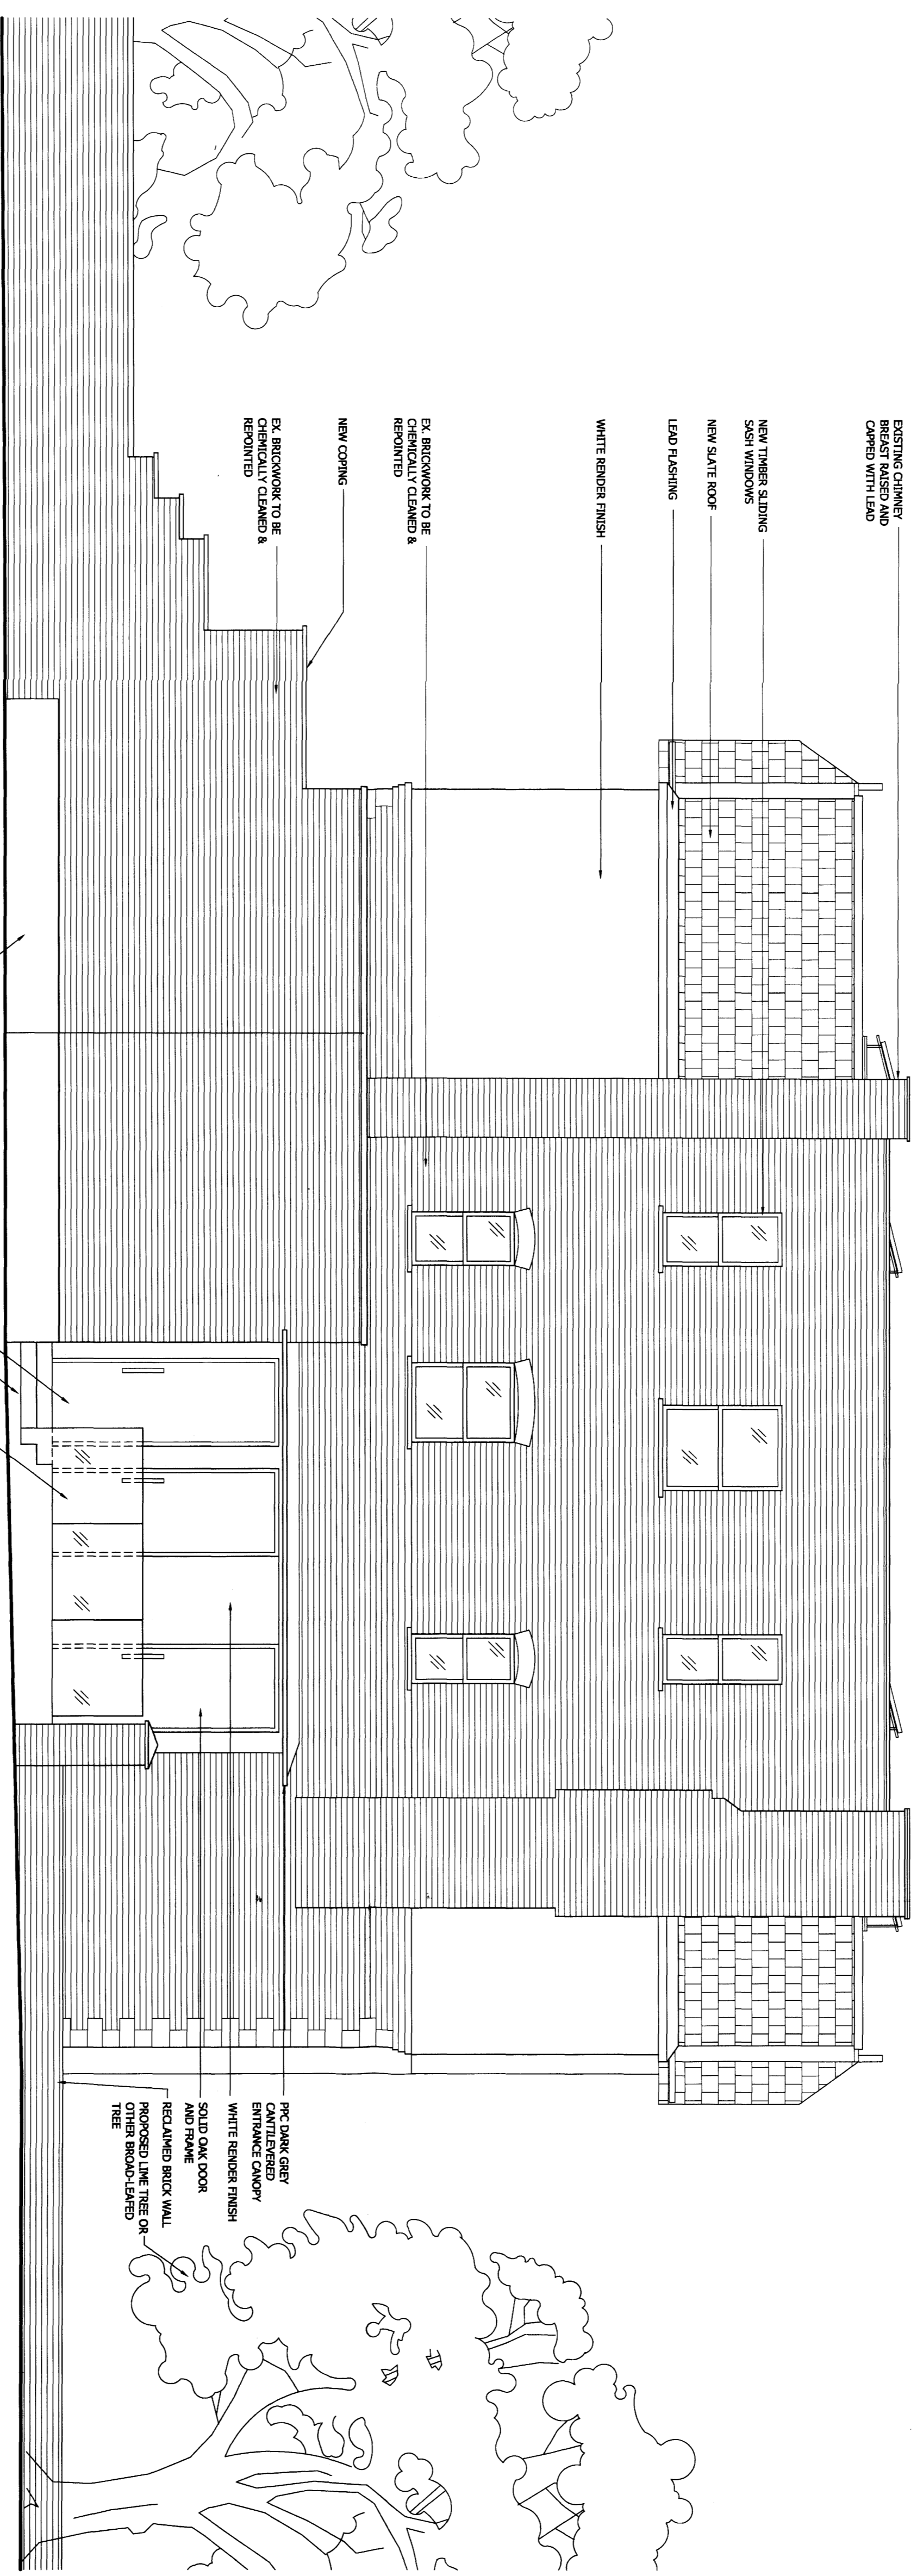 EXISTING CHIMNEY
BREAST RAISED AND
CAPPED WITH LEAD
NEW TIMBER SLIDING
SASH WINDOWS
NEW SLATE ROOF
LEAD FLASHING
WHITE RENDER FINISH
EX. BRICKWORK TO BE
CHEMICALLY CLEANED &
REPOINTED
NEW COPING
EX. BRICKWORK TO BE
CHEMICALLY CLEANED &
REPOINTED
PPC DARK GREY
CANTILEVERED
ENTRANCE CANOPY
WHITE RENDER FINISH
SOLID OAK DOOR
AND FRAME
RECLAIMED BRICK WALL
PROPOSED LIME TREE OR
OTHER BROAD-LEAFED
TREE